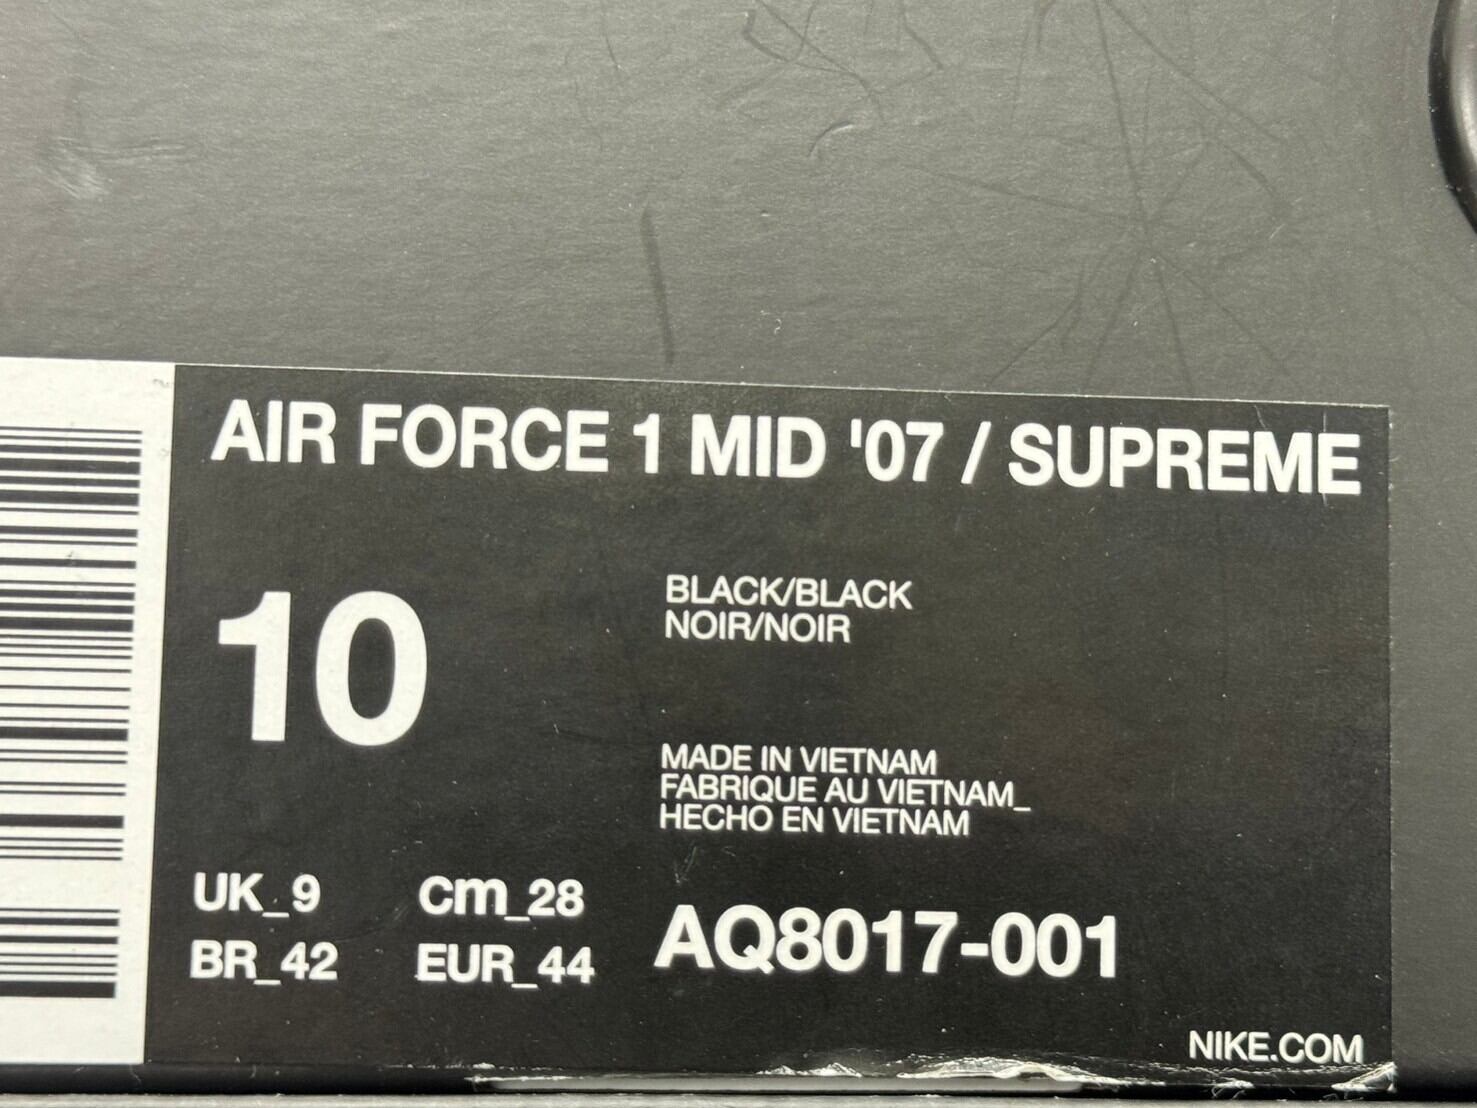 AIR FORCE 1 MID '07 / SUPREME
10
BLACK/BLACK
NOIR/NOIR
MADE IN VIETNAM
FABRIQUE AU VIETNAM_
HECHO EN VIETNAM
UK_9 cm_28
BR_42 EUR_44
AQ8017-001
NIKE.COM